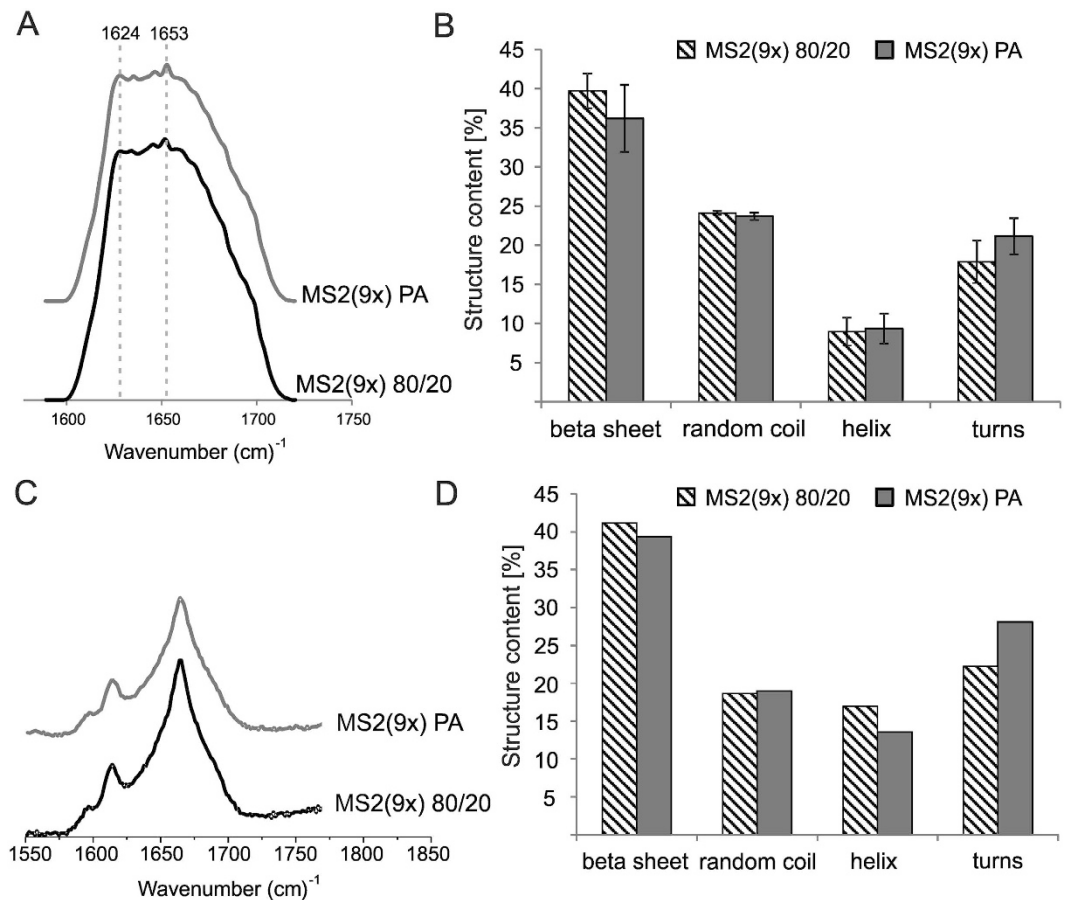 A
1624 1653
MS2(9x) PA
MS2(9x) 80/20
1600 1650 1700 1750
Wavenumber (cm)-1
B
MS2(9x) 80/20 MS2(9x) PA
Structure content [%]
45
40
35
30
25
20
15
10
5
beta sheet random coil helix turns
C
MS2(9x) PA
MS2(9x) 80/20
1550 1600 1650 1700 1750 1800 1850
Wavenumber (cm)-1
D
MS2(9x) 80/20 MS2(9x) PA
Structure content [%]
45
40
35
30
25
20
15
10
5
beta sheet random coil helix turns